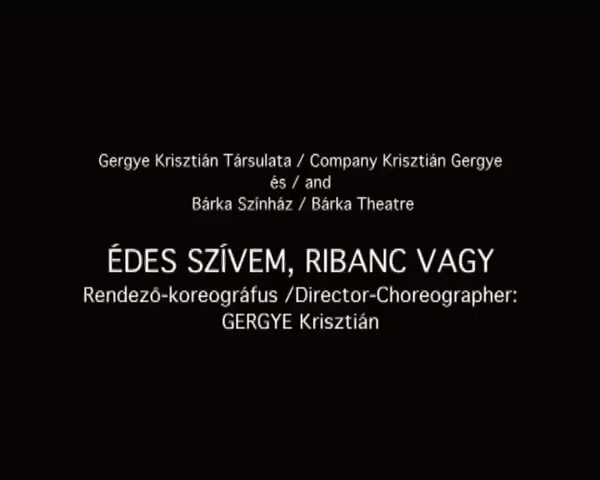 Gergye Krisztián Társulata / Company Krisztián Gergye
és / and
Bárka Színház / Bárka Theatre
ÉDES SZÍVEM, RIBANC VAGY
Rendező-koreográfus /Director-Choreographer:
GERGYE Krisztián